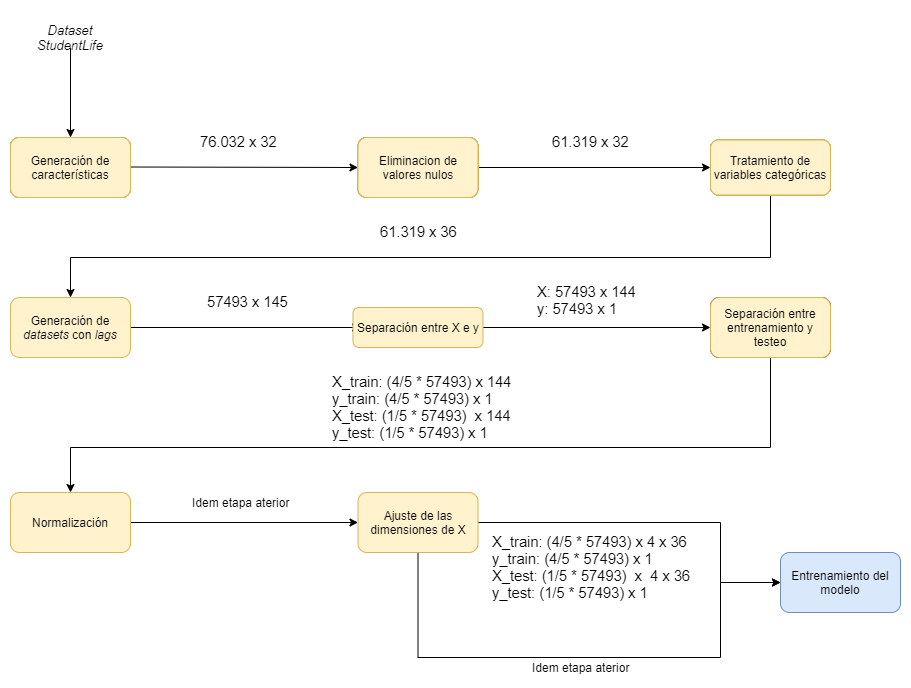 Dataset
StudentLife
76.032 x 32
61.319 x 32
Generación de
características
Eliminacion de
valores nulos
Tratamiento de
variables categóricas
61.319 x 36
57493 x 145
X: 57493 x 144
y: 57493 x 1
Generación de
datasets con lags
Separación entre X e y
Separación entre
entrenamiento y
testeo
X_train: (4/5 * 57493) x 144
y_train: (4/5 * 57493) x 1
X_test: (1/5 * 57493) x 144
y_test: (1/5 * 57493) x 1
Normalización
Idem etapa aterior
Ajuste de las
dimensiones de X
X_train: (4/5 * 57493) x 4 x 36
y_train: (4/5 * 57493) x 1
X_test: (1/5 * 57493) x 4 x 36
y_test: (1/5 * 57493) x 1
Entrenamiento del
modelo
Idem etapa aterior